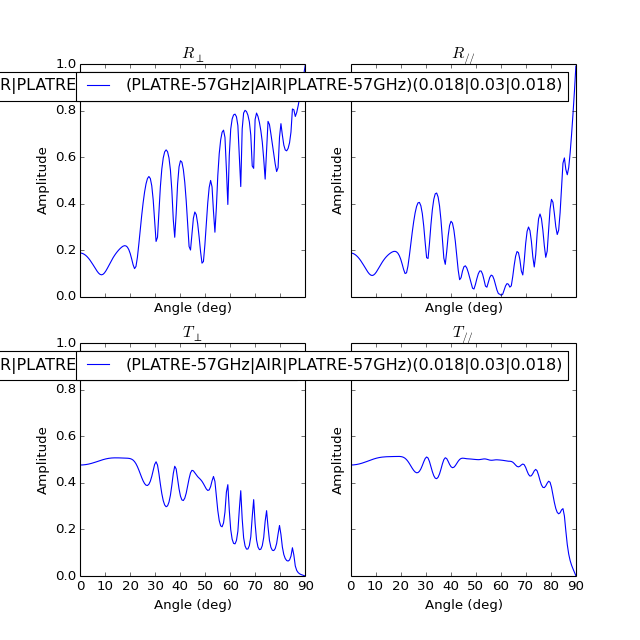 R⊥
R//
1.0
0.8
0.6
0.4
0.2
0.0
Amplitude
Amplitude
R|PLATRE
(PLATRE-57GHz|AIR|PLATRE-57GHz)(0.018|0.03|0.018)
Angle (deg)
Angle (deg)
T⊥
T//
1.0
0.8
0.6
0.4
0.2
0.0
Amplitude
Amplitude
R|PLATRE
(PLATRE-57GHz|AIR|PLATRE-57GHz)(0.018|0.03|0.018)
0 10 20 30 40 50 60 70 80 90
0 10 20 30 40 50 60 70 80 90
Angle (deg)
Angle (deg)